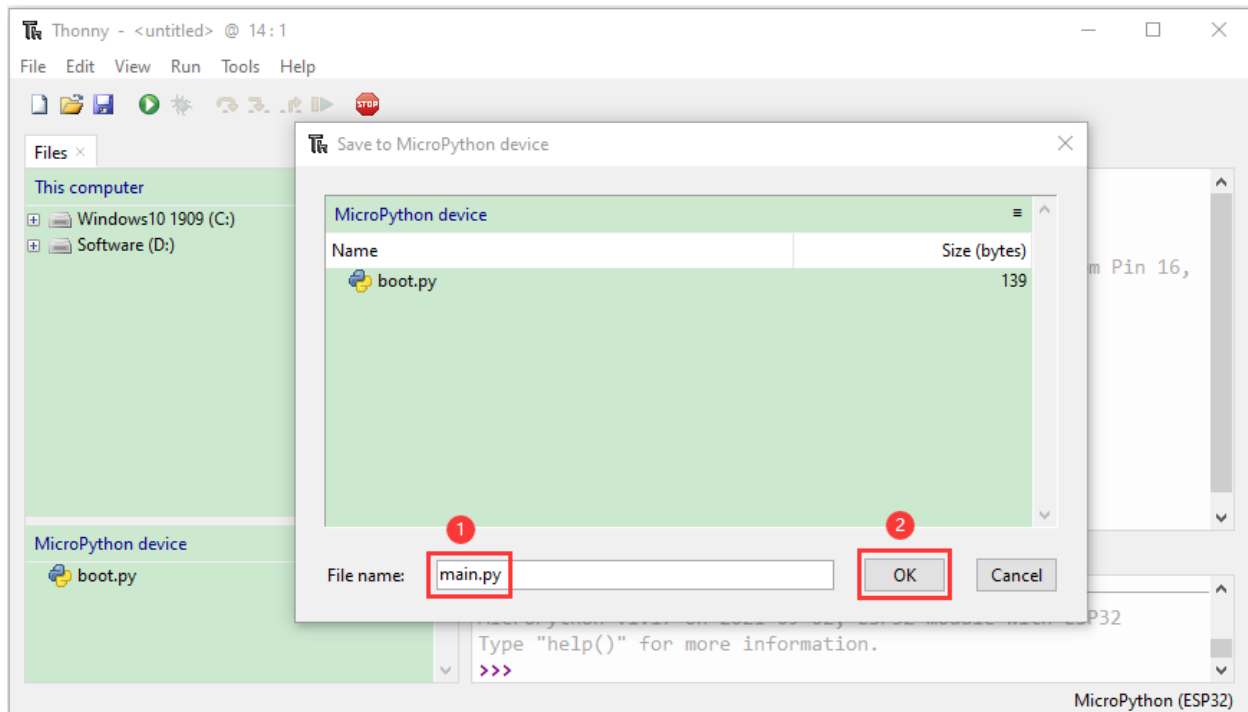 Thonny - <untitled> @ 14:1
File Edit View Run Tools Help
STOP
Files
This computer
Windows10 1909 (C:)
Software (D:)
MicroPython device
boot.py
Save to MicroPython device
MicroPython device
Name Size (bytes)
boot.py 139
1
2
File name: main.py OK Cancel
Pin 16,
Type "help()" for more information.
>>>
MicroPython (ESP32)